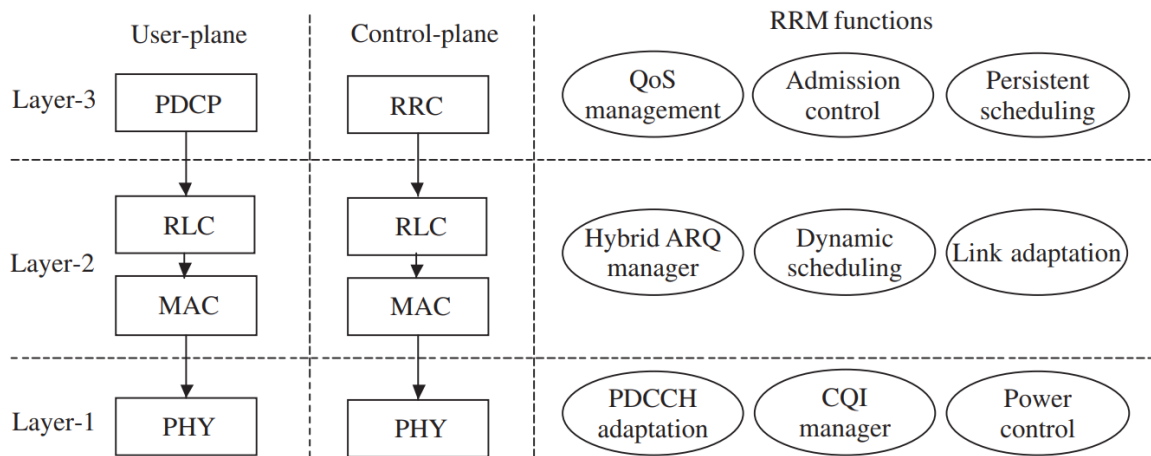 User-plane
Control-plane
RRM functions
Layer-3
PDCP
RRC
QoS
management
Admission
control
Persistent
scheduling
Layer-2
RLC
RLC
MAC
MAC
Hybrid ARQ
manager
Dynamic
scheduling
Link adaptation
Layer-1
PHY
PHY
PDCCH
adaptation
CQI
manager
Power
control